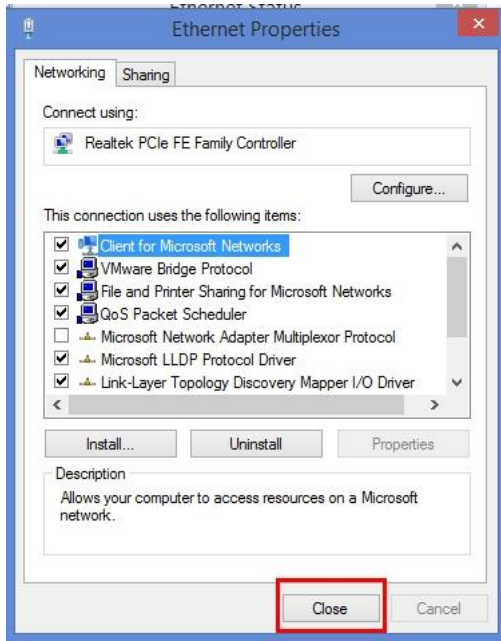 Ethernet Status
Ethernet Properties
Networking Sharing
Connect using:
Realtek PCIe FE Family Controller
Configure...
This connection uses the following items:
Client for Microsoft Networks
VMware Bridge Protocol
File and Printer Sharing for Microsoft Networks
QoS Packet Scheduler
Microsoft Network Adapter Multiplexor Protocol
Microsoft LLDP Protocol Driver
Link-Layer Topology Discovery Mapper I/O Driver
Install... Uninstall Properties
Description
Allows your computer to access resources on a Microsoft
network.
Close Cancel